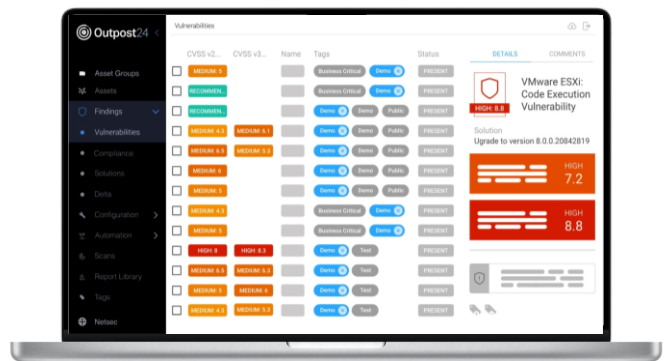 Outpost24
Asset Groups
Assets
Findings
Vulnerabilities
Compliance
Solutions
Delta
Configuration
Automation
Scans
Report Library
Tags
Netsec
Vulnerabilities
CVSS v2... CVSS v3... Name Tags Status
MEDIUM: 5 Business Critical Demo PRESENT
RECOMMEN... Business Critical Demo PRESENT
RECOMMEN... Demo Demo Public PRESENT
MEDIUM: 4.3 MEDIUM: 6.1 Demo Demo Public PRESENT
MEDIUM: 6.5 MEDIUM: 5.3 Demo Demo Public PRESENT
MEDIUM: 6 Demo Demo Public PRESENT
MEDIUM: 5 Demo Demo Public PRESENT
MEDIUM: 4.3 Business Critical Demo PRESENT
MEDIUM: 5 Business Critical Demo PRESENT
HIGH: 8 HIGH: 8.3 Demo Test PRESENT
MEDIUM: 6.5 MEDIUM: 6.3 Demo Test PRESENT
MEDIUM: 5 MEDIUM: 6 Demo Test PRESENT
MEDIUM: 4.3 MEDIUM: 5.3 Demo Test PRESENT
DETAILS COMMENTS
HIGH: 8.8
VMware ESXi:
Code Execution
Vulnerability
Solution
Ugrade to version 8.0.0.20842819
HIGH
7.2
HIGH
8.8